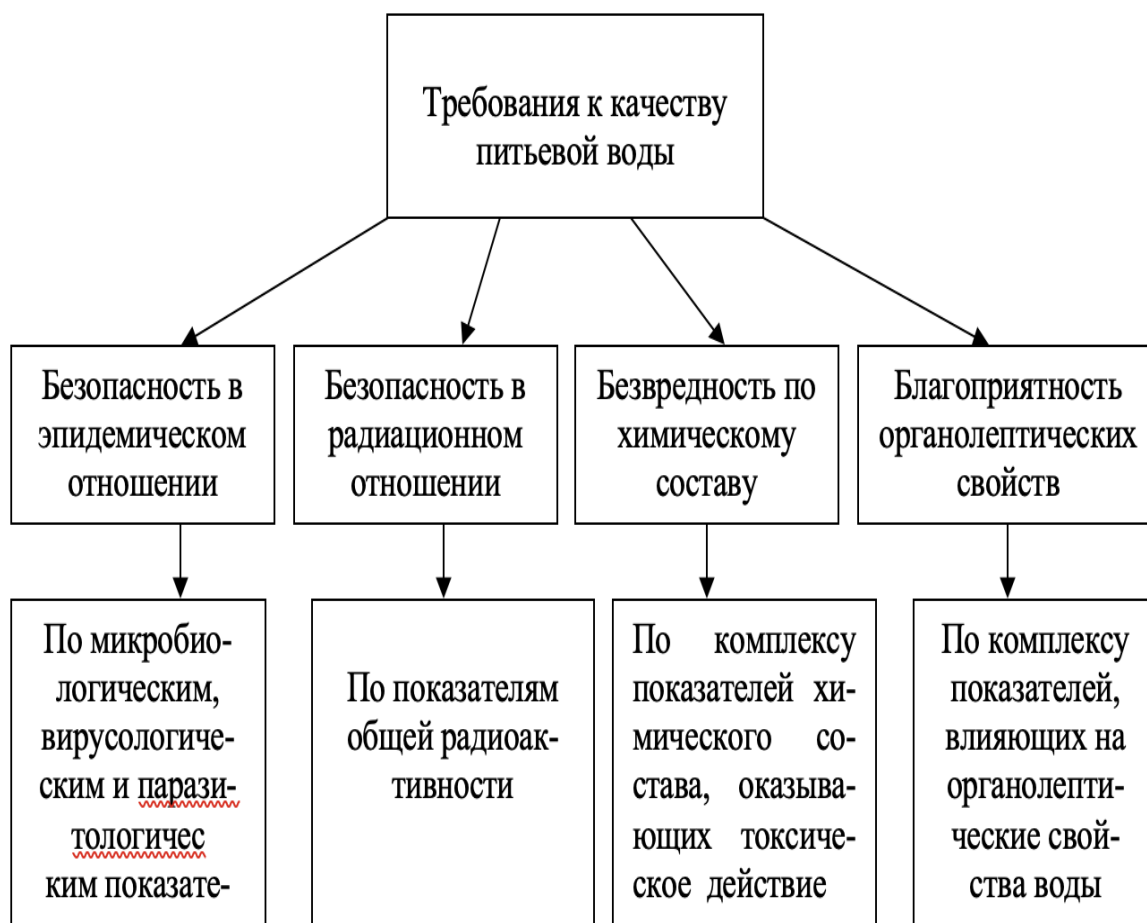 Требования к качеству
питьевой воды
Безопасность в
эпидемическом
отношении
Безопасность в
радиационном
отношении
Безвредность по
химическому
составу
Благоприятность
органолептических
свойств
По микробио-
логическим,
вирусологиче-
ским и парази-
тологичес
ким показате-
По показателям
общей радиоак-
тивности
По комплексу
показателей хи-
мического со-
става, оказыва-
ющих токсиче-
ское действие
По комплексу
показателей,
влияющих на
органолепти-
ческие свой-
ства воды